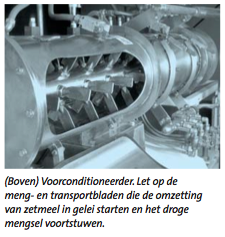 (Boven) Voorconditioneerder. Let op de
meng- en transportbladen die de omzetting
van zetmeel in gelei starten en het droge
mengsel voortstuwen.